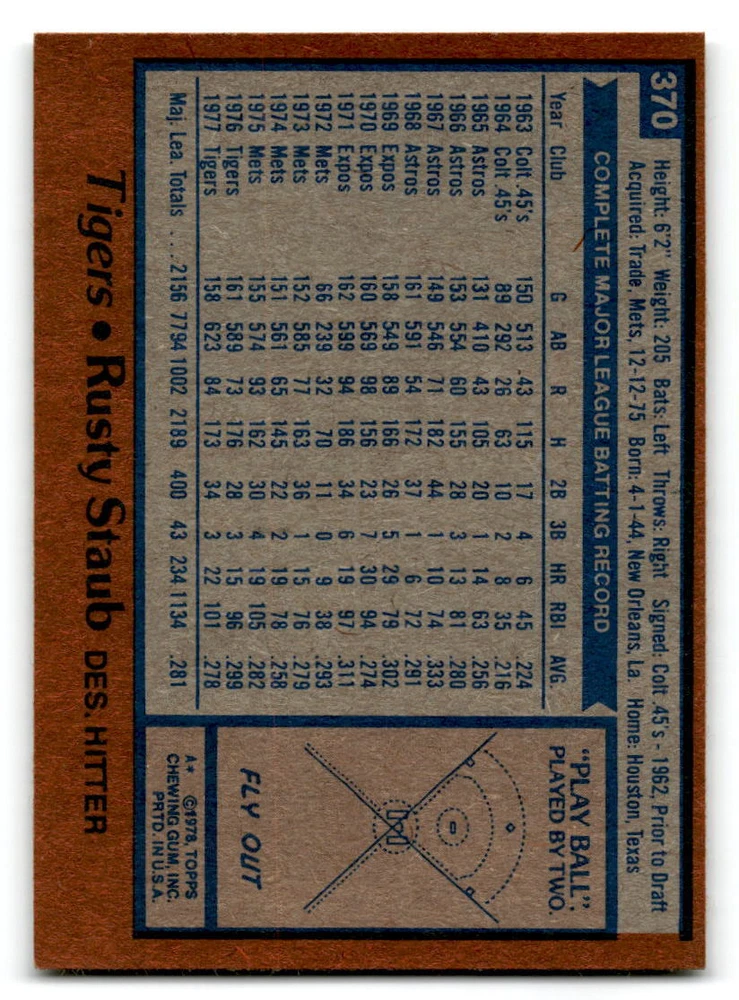 370
Height: 6'2" Weight: 205 Bats: Left Throws: Right Signed: Colt .45's - 1962, Prior to Draft
Acquired: Trade, Mets, 12-12-75 Born: 4-1-44, New Orleans, La. Home: Houston, Texas
COMPLETE MAJOR LEAGUE BATTING RECORD
Year Club G AB R H 2B 3B HR RBI AVG.
1963 Colt .45's 150 513 43 115 17 4 6 45 .224
1964 Colt .45's 89 292 26 63 10 2 8 35 .216
1965 Astros 131 410 43 105 20 1 14 63 .256
1966 Astros 153 554 60 155 28 3 13 81 .280
1967 Astros 149 546 71 182 44 1 10 74 .333
1968 Astros 161 591 54 172 37 1 6 72 .291
1969 Expos 158 549 89 166 26 5 29 79 .302
1970 Expos 160 569 98 156 23 7 30 94 .274
1971 Expos 162 599 94 186 34 6 19 97 .311
1972 Mets 66 239 32 70 11 0 9 38 .293
1973 Mets 152 585 77 163 36 1 15 76 .279
1974 Mets 151 561 65 145 22 2 19 78 .258
1975 Mets 155 574 93 162 30 4 19 105 .282
1976 Tigers 161 589 73 176 28 3 15 96 .299
1977 Tigers 158 623 84 173 34 3 22 101 .278
Maj. Lea. Totals ... 2156 7794 1002 2189 400 43 234 1134 .281
"PLAY BALL".
PLAYED BY TWO.
FLY OUT
A* ©1978, TOPPS
CHEWING GUM, INC.
PRTD. IN U.S.A.
Tigers • Rusty Staub DES. HITTER